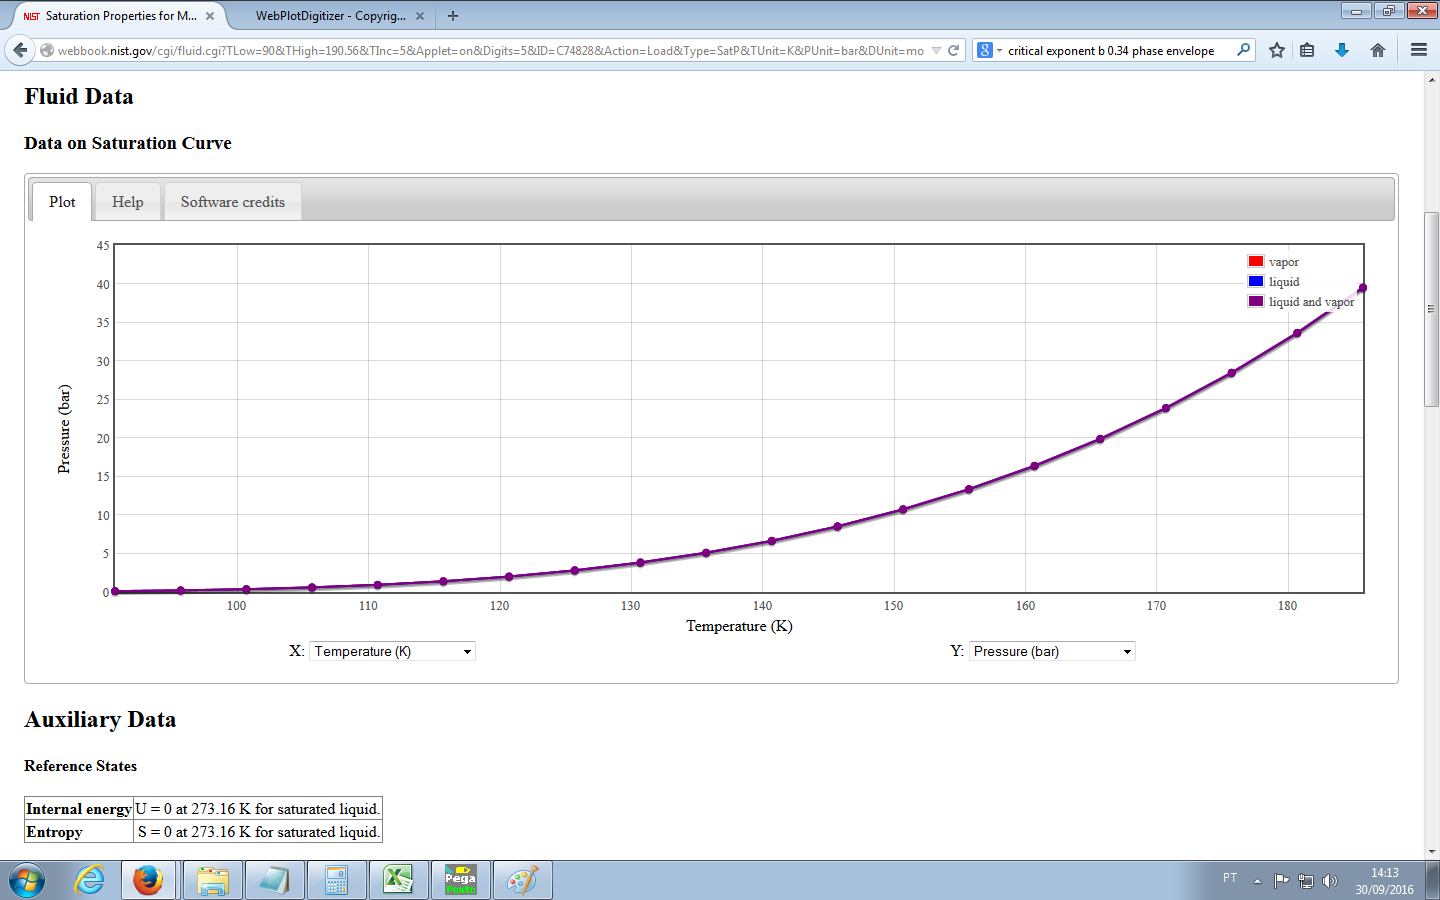 NIST Saturation Properties for M... × WebPlotDigitizer - Copyrig... × +
webbook.nist.gov/cgi/fluid.cgi?TLow=90&THigh=190.56&TInc=5&Applet=on&Digits=5&ID=C74828&Action=Load&Type=SatP&TUnit=K&PUnit=bar&DUnit=mo 8 critical exponent b 0.34 phase envelope
Fluid Data
Data on Saturation Curve
Plot Help Software credits
45
40
35
30
25
20
15
10
5
0
Pressure (bar)
vapor
liquid
liquid and vapor
100 110 120 130 140 150 160 170 180
Temperature (K)
X: Temperature (K) Y: Pressure (bar)
Auxiliary Data
Reference States
Internal energy U = 0 at 273.16 K for saturated liquid.
Entropy S = 0 at 273.16 K for saturated liquid.
Pega Ponto
PT 14:13
30/09/2016